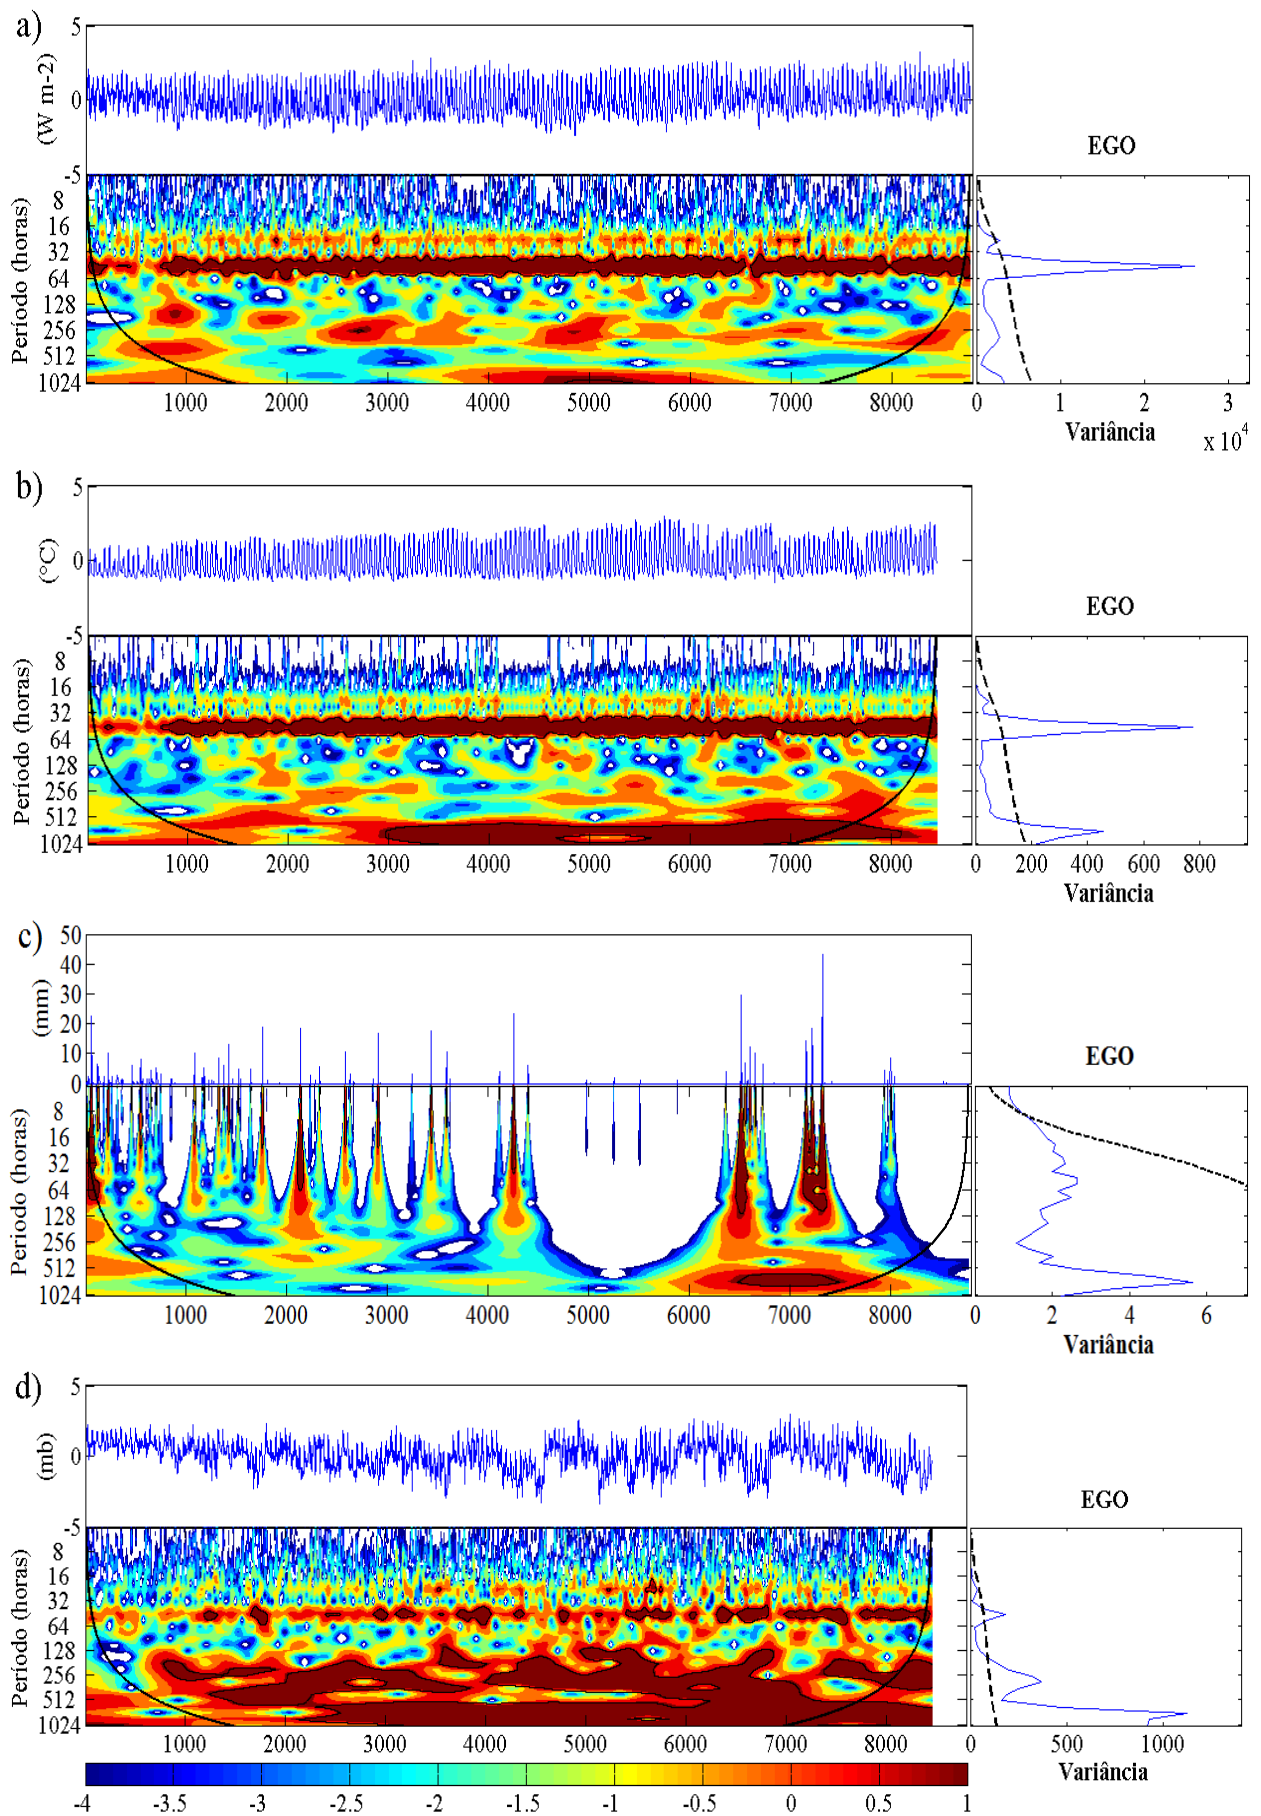 a)
5
0
-5
(W m-2)
8
16
32
64
128
256
512
1024
Período (horas)
1000 2000 3000 4000 5000 6000 7000 8000
EGO
0 1 2 3
Variância
x 10^4
b)
5
0
-5
(°C)
8
16
32
64
128
256
512
1024
Período (horas)
1000 2000 3000 4000 5000 6000 7000 8000
EGO
0 200 400 600 800
Variância
c)
50
40
30
20
10
0
(mm)
8
16
32
64
128
256
512
1024
Período (horas)
1000 2000 3000 4000 5000 6000 7000 8000
EGO
0 2 4 6
Variância
d)
5
0
-5
(mb)
8
16
32
64
128
256
512
1024
Período (horas)
1000 2000 3000 4000 5000 6000 7000 8000
EGO
0 500 1000
Variância
-4 -3.5 -3 -2.5 -2 -1.5 -1 -0.5 0 0.5 1